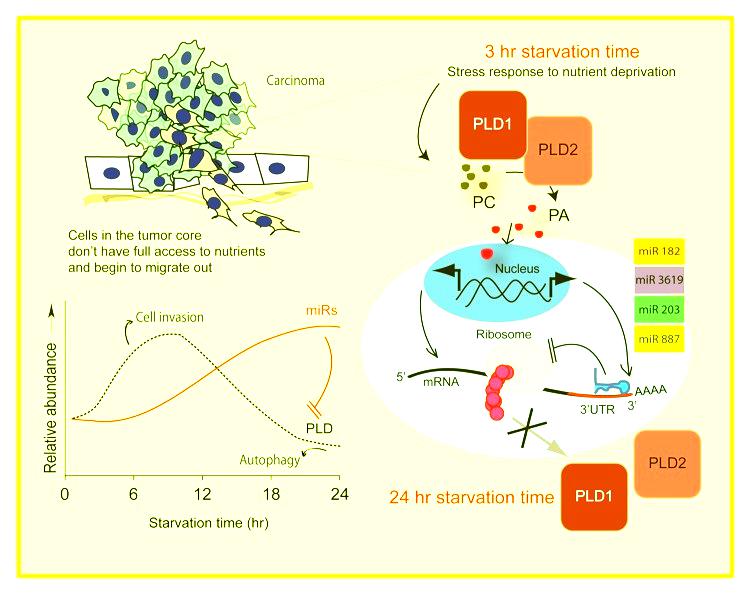 3 hr starvation time
Stress response to nutrient deprivation
Carcinoma
PLD1
PLD2
PC
PA
Cells in the tumor core
don't have full access to nutrients
and begin to migrate out
Nucleus
miR 182
miR 3619
miR 203
miR 887
Ribosome
5'
mRNA
3'UTR
3'
AAAA
Relative abundance
Cell invasion
miRs
PLD
Autophagy
0 6 12 18 24
Starvation time (hr)
24 hr starvation time
PLD1
PLD2